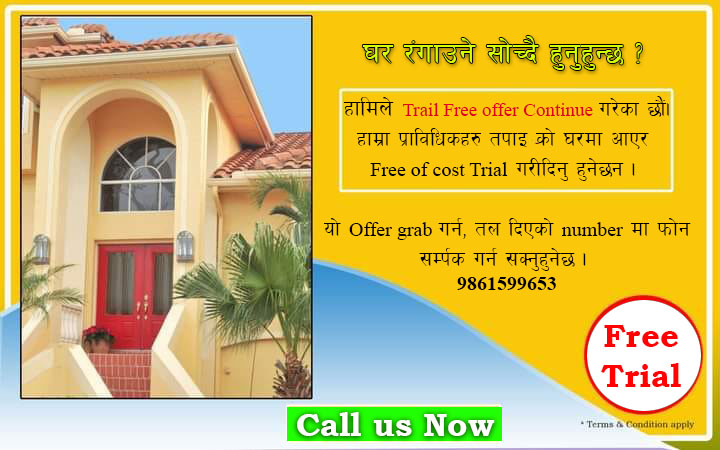 घर रंगाउने सोच्दै हुनुहुन्छ ?
हामिले Trail Free offer Continue गरेका छौं।
हाम्रा प्राविधिकहरु तपाइ को घरमा आएर
Free of cost Trial गरीदिनु हुनेछन ।
यो Offer grab गर्न, तल दिएको number मा फोन
सर्म्पक गर्न सक्नुहुनेछ ।
9861599653
Free
Trial
Call us Now
* Terms & Condition apply